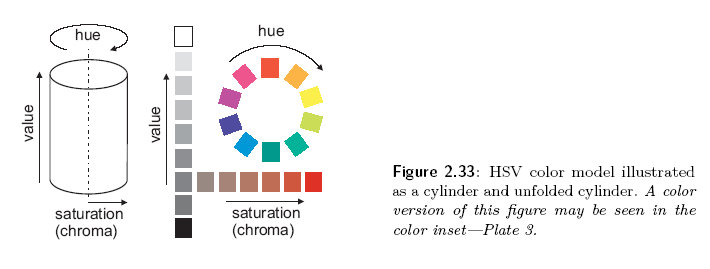 hue
value
saturation
(chroma)
value
hue
saturation
(chroma)
Figure 2.33: HSV color model illustrated
as a cylinder and unfolded cylinder. A color
version of this figure may be seen in the
color inset—Plate 3.